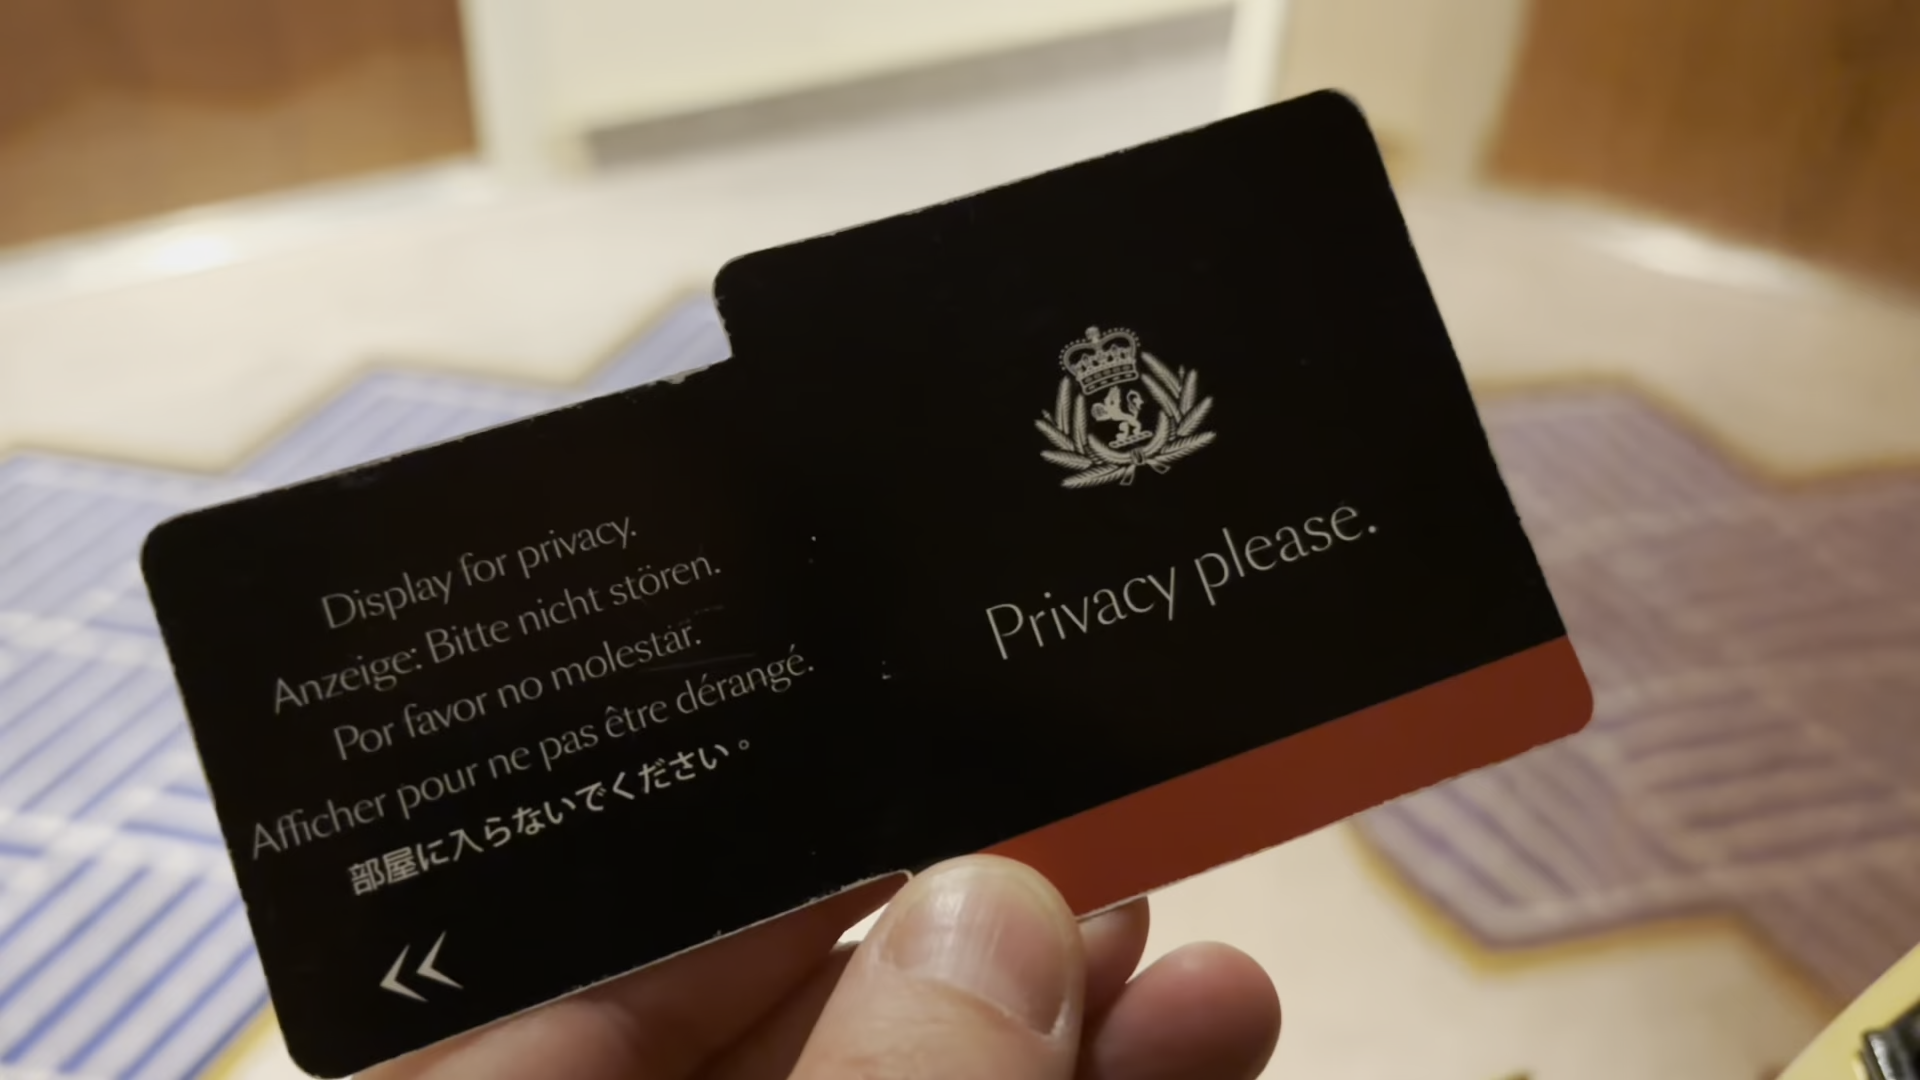 Display for privacy.
Anzeige: Bitte nicht stören.
Por favor no molestar.
Afficher pour ne pas être dérangé.
部屋に入らないでください。
Privacy please.